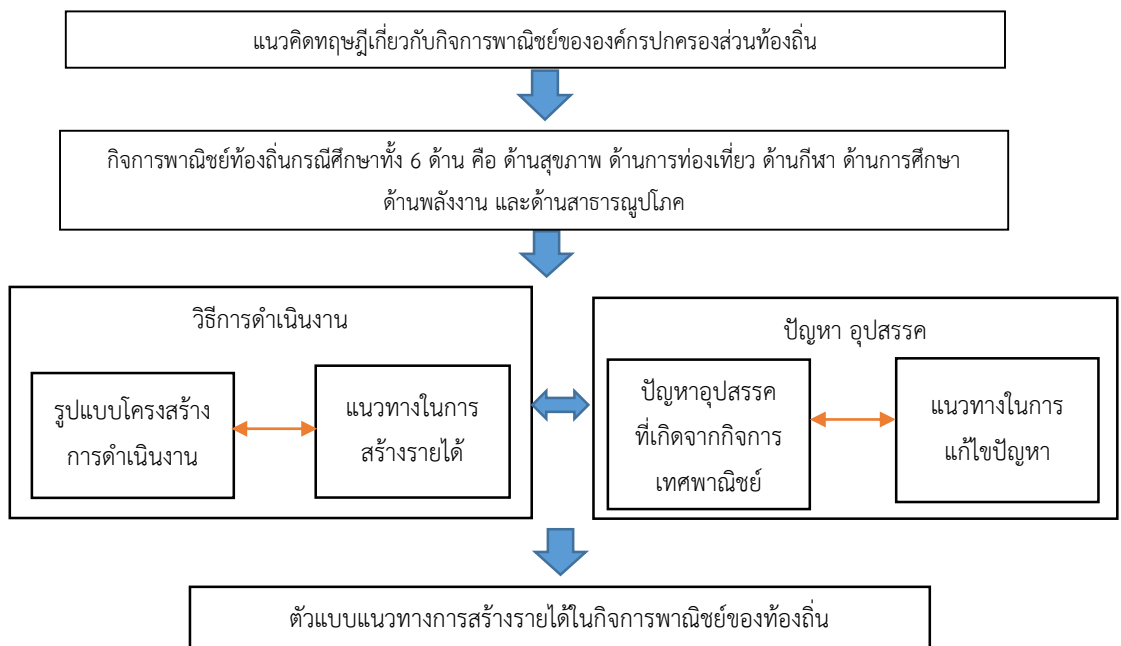 แนวคิดทฤษฎีเกี่ยวกับกิจการพาณิชย์ขององค์กรปกครองส่วนท้องถิ่น
กิจการพาณิชย์ท้องถิ่นกรณีศึกษาทั้ง 6 ด้าน คือ ด้านสุขภาพ ด้านการท่องเที่ยว ด้านกีฬา ด้านการศึกษา
ด้านพลังงาน และด้านสาธารณูปโภค
วิธีการดำเนินงาน
รูปแบบโครงสร้าง
การดำเนินงาน
แนวทางในการ
สร้างรายได้
ปัญหา อุปสรรค
ปัญหาอุปสรรค
ที่เกิดจากกิจการ
เทศพาณิชย์
แนวทางในการ
แก้ไขปัญหา
ตัวแบบแนวทางการสร้างรายได้ในกิจการพาณิชย์ของท้องถิ่น